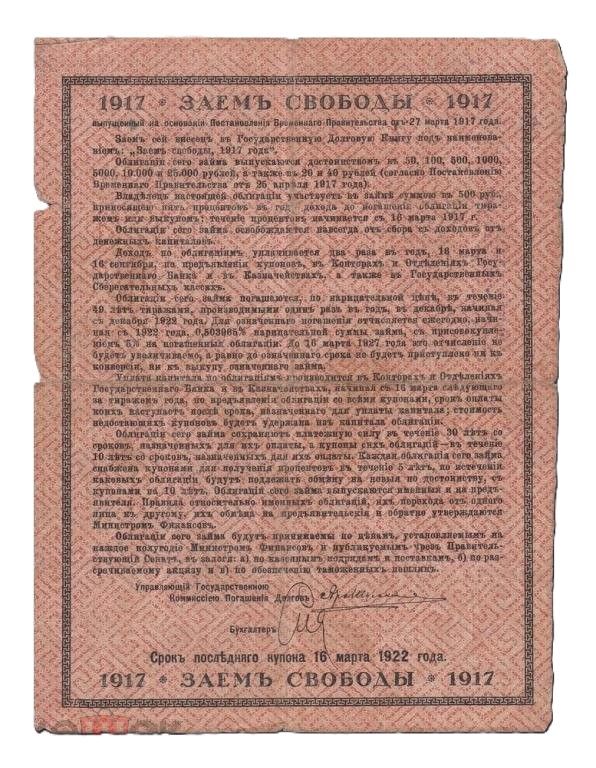 1917 * ЗАЕМЪ СВОБОДЫ * 1917
выпущенный на основаніи Постановленія Временнаго Правительства отъ 27 марта 1917 года.
Заемъ сей внесенъ въ Государственную Долговую Книгу подъ наименова-
ніемъ: „Заемъ свободы, 1917 года".
Облигаціи сего займа выпускаются достоинствомъ въ 50, 100, 500, 1000,
5000, 10.000 и 25.000 рублей, а также въ 20 и 40 рублей (согласно Постановленію
Временнаго Правительства отъ 25 апрѣля 1917 года).
Владѣлецъ настоящей облигаціи участвуетъ въ займѣ суммою въ 500 руб.,
приносящею пять процентовъ въ годъ дохода до погашенія облигаціи тира-
жемъ или выкупомъ; теченіе процентовъ начинается съ 16 марта 1917 г.
Облигаціи сего займа освобождаются навсегда отъ сбора съ доходовъ отъ
денежныхъ капиталовъ.
Доходъ по облигаціямъ уплачивается два раза въ годъ, 16 марта и
16 сентября, по предъявленіи купоновъ, въ Конторахъ и Отдѣленіяхъ Госу-
дарственнаго Банка и въ Казначействахъ, а также въ Государственныхъ
Сберегательныхъ кассахъ.
Облигаціи сего займа погашаются, по нарицательной цѣнѣ, въ теченіе
49 лѣтъ тиражами, производимыми одинъ разъ въ годъ, въ декабрѣ, начиная
съ декабря 1922 года. Для означеннаго погашенія отчисляется ежегодно, начи-
ная съ 1922 года, 0,503965% нарицательной суммы займа, съ присовокупле-
ніемъ 5% на погашенныя облигаціи. До 16 марта 1927 года это отчисленіе не
будетъ увеличиваемо, а равно до означеннаго срока не будетъ приступлено ни къ
конверсіи, ни къ выкупу означеннаго займа.
Уплата капитала по облигаціямъ производится въ Конторахъ и Отдѣленіяхъ
Государственнаго Банка и въ Казначействахъ, начиная съ 16 марта слѣдующаго
за тиражемъ года, по предъявленіи облигаціи со всѣми купонами, срокъ оплаты
коихъ наступаетъ послѣ срока, назначеннаго для уплаты капитала; стоимость
недостающихъ купоновъ будетъ удержана изъ капитала облигаціи.
Облигаціи сего займа сохраняютъ платежную силу въ теченіе 30 лѣтъ со
сроковъ, назначенныхъ для ихъ оплаты, а купоны сихъ облигацій—въ теченіе
10 лѣтъ со сроковъ, назначенныхъ для ихъ оплаты. Каждая облигація сего займа
снабжена купонами для полученія процентовъ въ теченіе 5 лѣтъ, по истеченіи
каковыхъ облигаціи будутъ подлежать обмѣну на новыя по достоинству, съ
купонами на 10 лѣтъ. Облигаціи сего займа выпускаются именныя и на предъ-
явителя. Правила относительно именныхъ облигацій, ихъ перехода отъ одного
лица къ другому, ихъ обмѣна на предъявительскія и обратно утверждаются
Министромъ Финансовъ.
Облигаціи сего займа будутъ принимаемы по цѣнамъ, установляемымъ на
каждое полугодіе Министромъ Финансовъ и публикуемымъ чрезъ Правитель-
ствующій Сенатъ, въ залоги: а) по казеннымъ подрядамъ и поставкамъ, б) по раз-
срочиваемому акцизу и в) по обезпеченію таможенныхъ пошлинъ.
Управляющій Государственною
Коммиссіею Погашенія Долговъ
Бухгалтеръ
Срокъ послѣдняго купона 16 марта 1922 года.
1917 * ЗАЕМЪ СВОБОДЫ * 1917